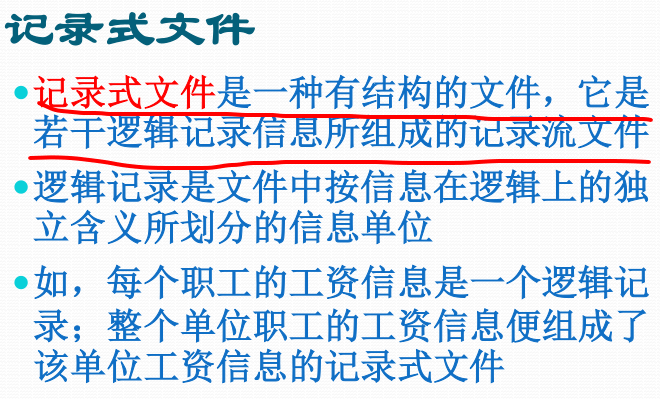 记录式文件
记录式文件是一种有结构的文件，它是
若干逻辑记录信息所组成的记录流文件
逻辑记录是文件中按信息在逻辑上的独
立含义所划分的信息单位
如，每个职工的工资信息是一个逻辑记
录；整个单位职工的工资信息便组成了
该单位工资信息的记录式文件